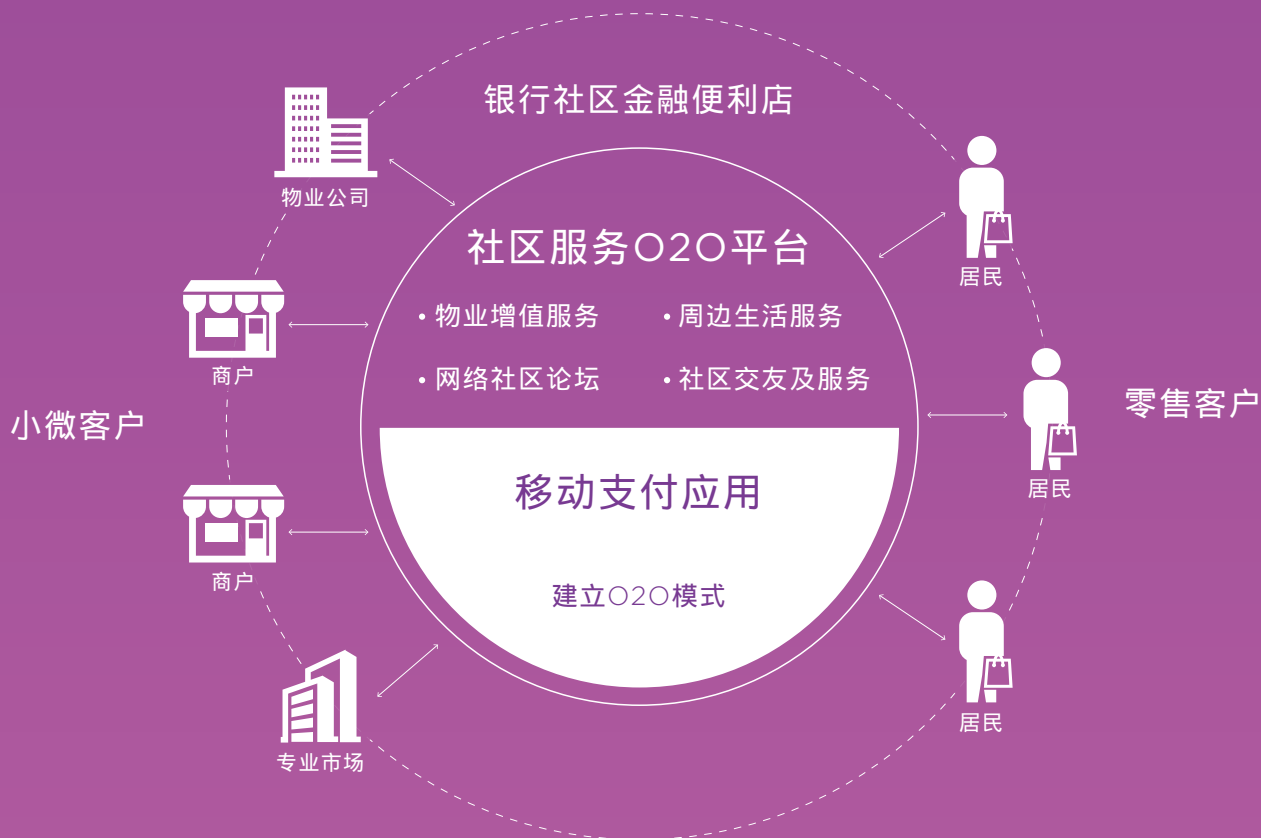 银行社区金融便利店
物业公司
社区服务O2O平台
居民
• 物业增值服务
• 周边生活服务
商户
• 网络社区论坛
• 社区交友及服务
小微客户
零售客户
移动支付应用
居民
商户
建立O2O模式
居民
专业市场